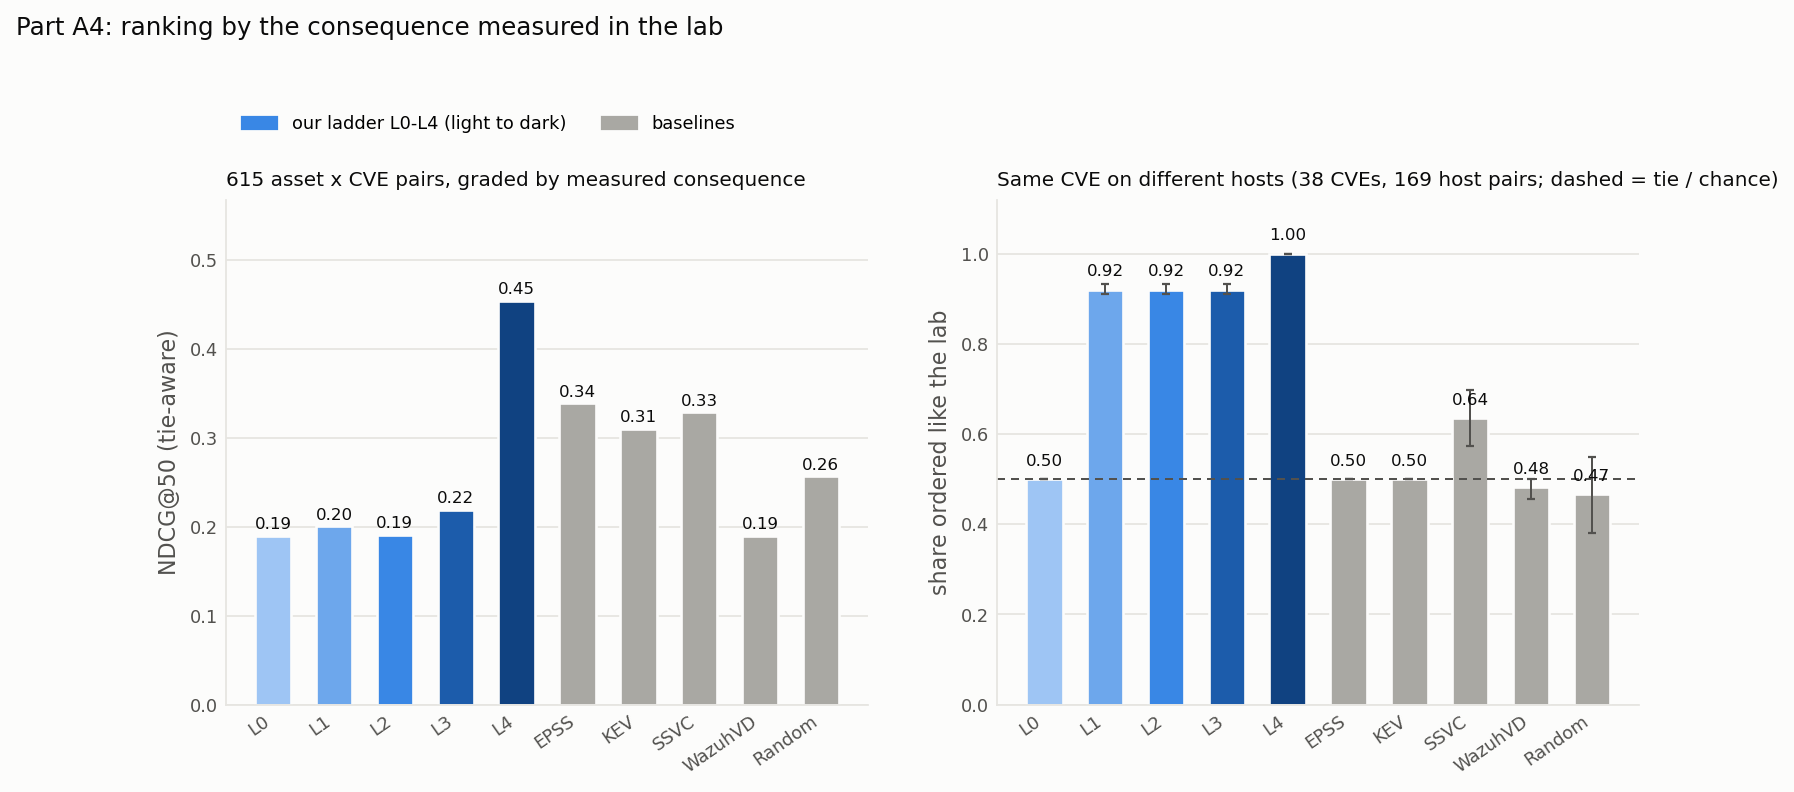 Part A4: ranking by the consequence measured in the lab
our ladder L0-L4 (light to dark)
baselines
615 asset x CVE pairs, graded by measured consequence
NDCG@50 (tie-aware)
0.5
0.4
0.3
0.2
0.1
0.0
0.19
0.20
0.19
0.22
0.45
0.34
0.31
0.33
0.19
0.26
L0
L1
L2
L3
L4
EPSS
KEV
SSVC
WazuhVD
Random
Same CVE on different hosts (38 CVEs, 169 host pairs; dashed = tie / chance)
share ordered like the lab
1.0
0.8
0.6
0.4
0.2
0.0
0.50
0.92
0.92
0.92
1.00
0.50
0.50
0.64
0.48
0.47
L0
L1
L2
L3
L4
EPSS
KEV
SSVC
WazuhVD
Random